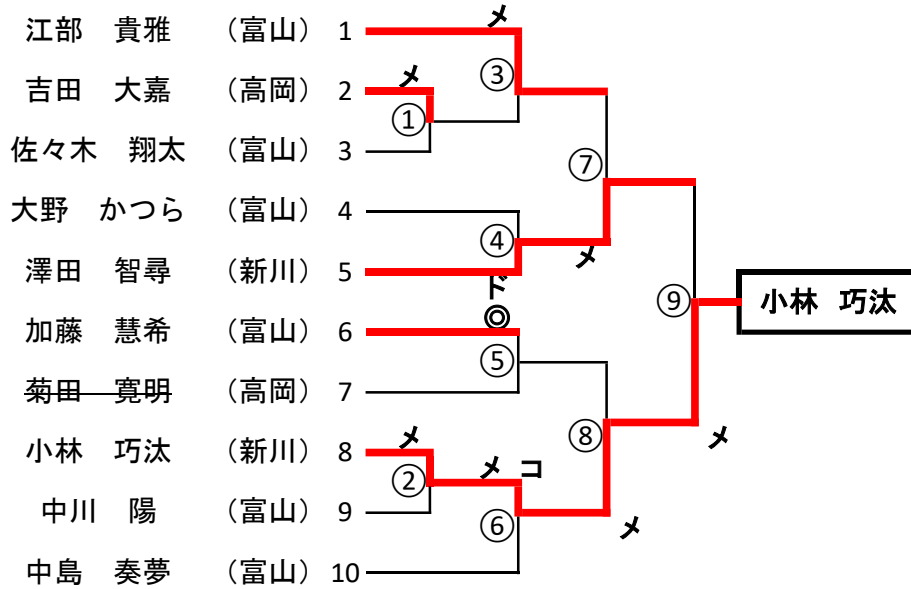 江部　貴雅　（富山） 1 メ
③
吉田　大嘉　（高岡） 2 メ
①
佐々木　翔太　（富山） 3
⑦
大野　かつら　（富山） 4
④
メ
澤田　智尋　（新川） 5
ド
◎
⑨ 小林　巧汰
加藤　慧希　（富山） 6
⑤
菊田　寛明　（高岡） 7
⑧
小林　巧汰　（新川） 8 メ
メ
② メ コ
中川　陽　（富山） 9
⑥ メ
中島　奏夢　（富山） 10